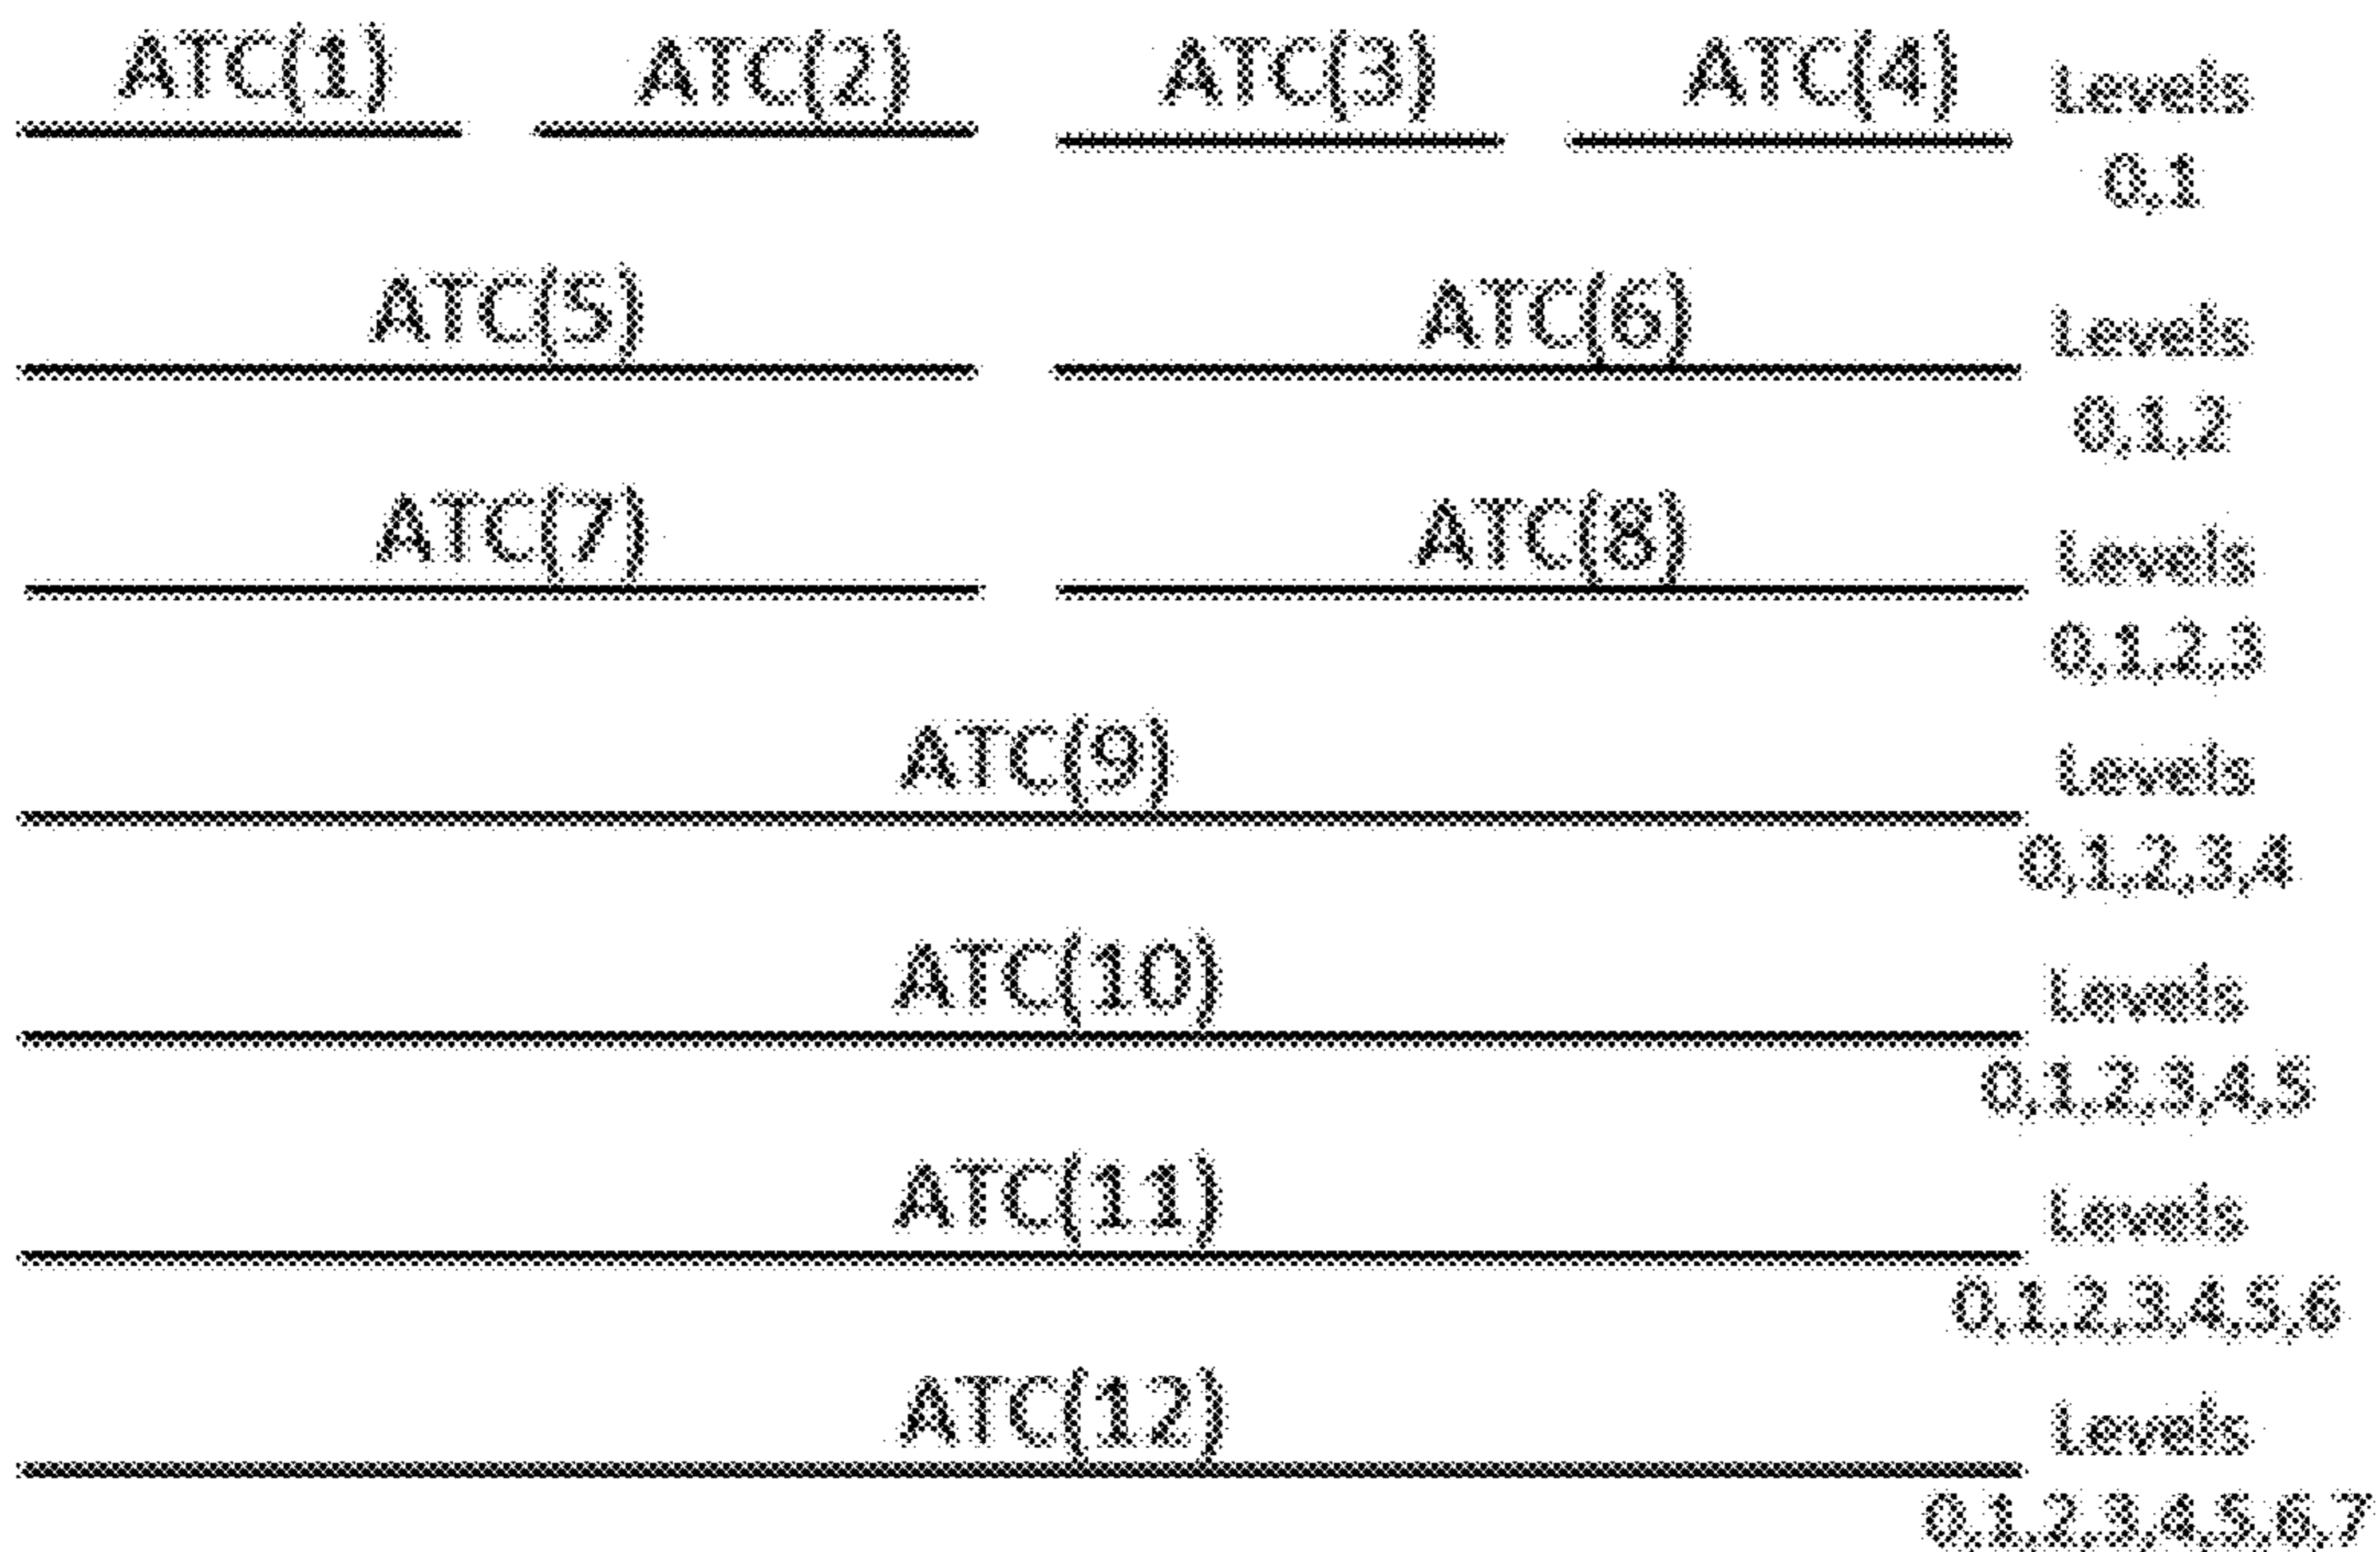 ATC(1) ATC(2) ATC(3) ATC(4) Levels
0,1
ATC(5) ATC(6) Levels
0,1,2
ATC(7) ATC(8) Levels
0,1,2,3
ATC(9) Levels
0,1,2,3,4
ATC(10) Levels
0,1,2,3,4,5
ATC(11) Levels
0,1,2,3,4,5,6
ATC(12) Levels
0,1,2,3,4,5,6,7